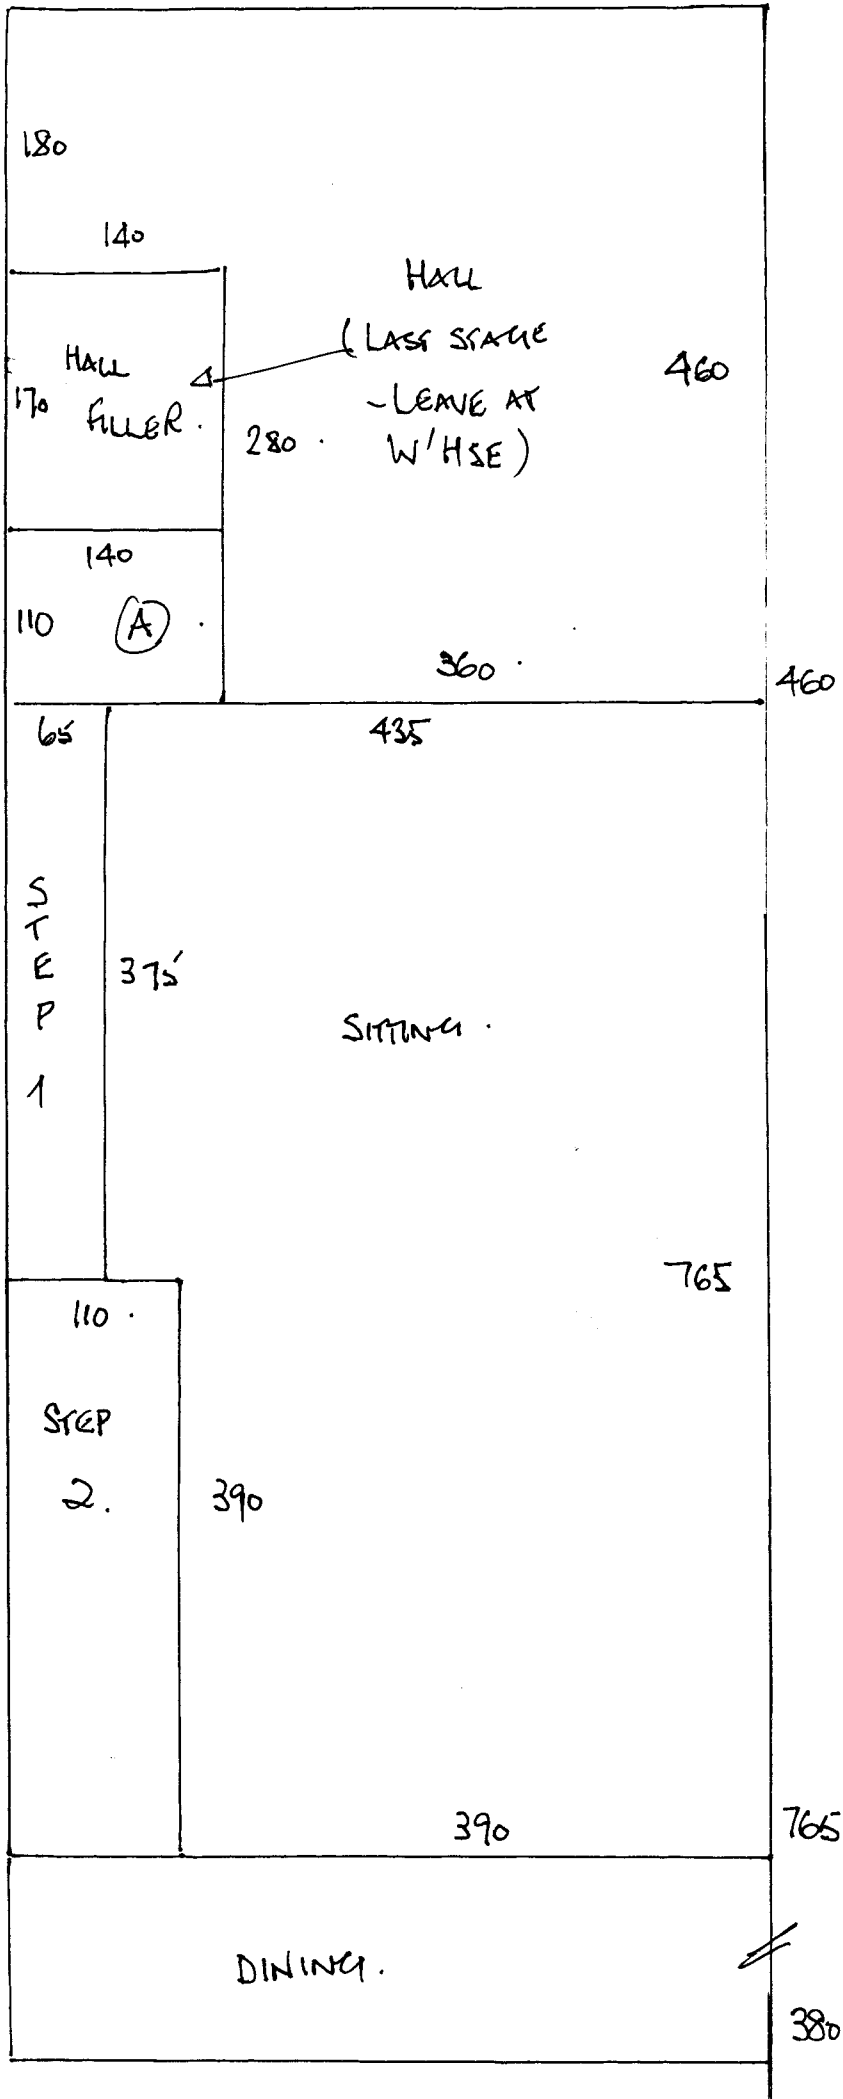 180
140
HALL
(LAST STAGE
- LEAVE AT
W'HSE)
460
HALL
FILLER.
170
280
140
110
A
360
460
65
435
STEP 1
375
SITTING.
765
110
STEP
2.
390
390
765
DINING.
380